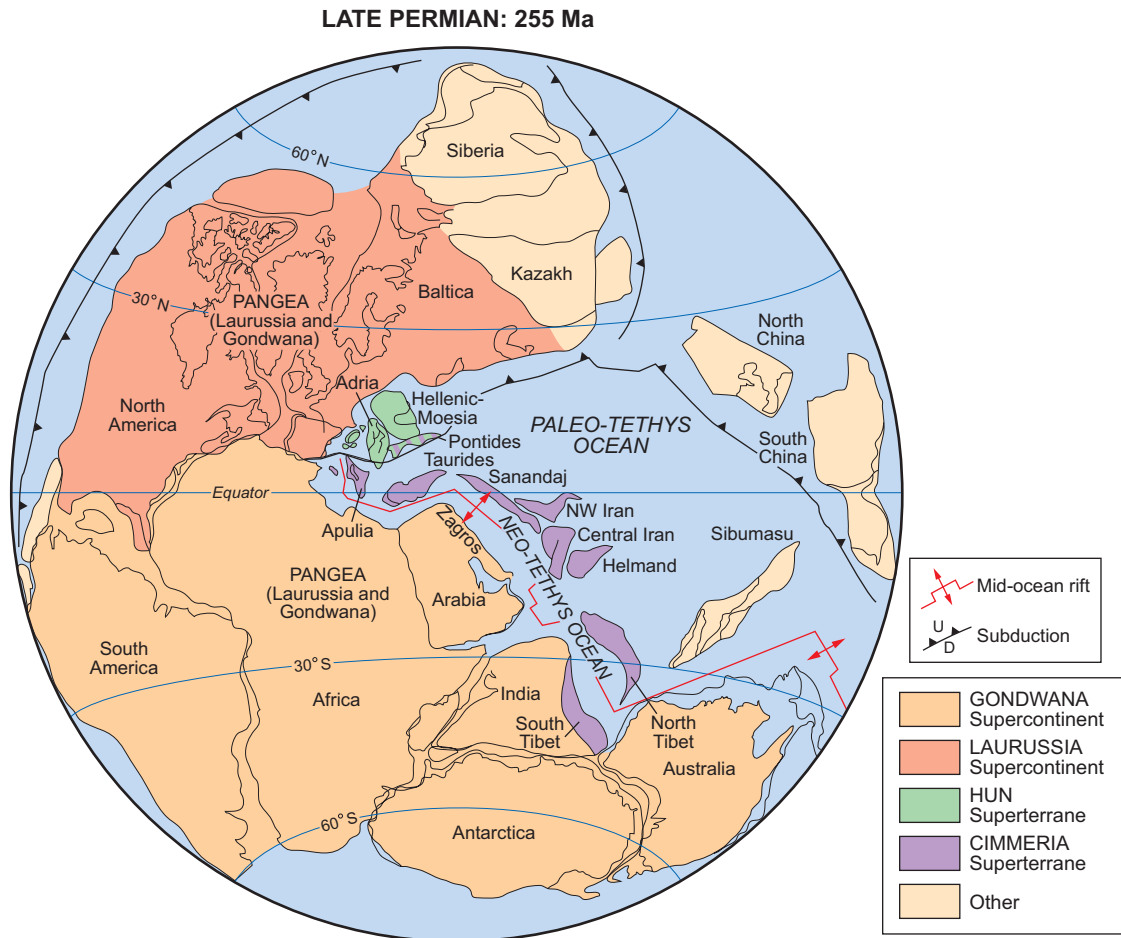 LATE PERMIAN: 255 Ma
60°N
Siberia
Kazakh
30°N
PANGEA
(Laurussia and
Gondwana)
Baltica
North
China
Adria
North
America
Hellenic-
Moesia
PALEO-TETHYS
OCEAN
South
China
Pontides
Taurides
Sanandaj
Equator
Apulia
Zagros
NW Iran
Central Iran
Helmand
Sibumasu
NEO-TETHYS OCEAN
PANGEA
(Laurussia and
Gondwana)
Arabia
South
America
30°S
Africa
India
South
Tibet
North
Tibet
Australia
60°S
Antarctica
Mid-ocean rift
U
D
Subduction
GONDWANA
Supercontinent
LAURUSSIA
Supercontinent
HUN
Superterrane
CIMMERIA
Superterrane
Other